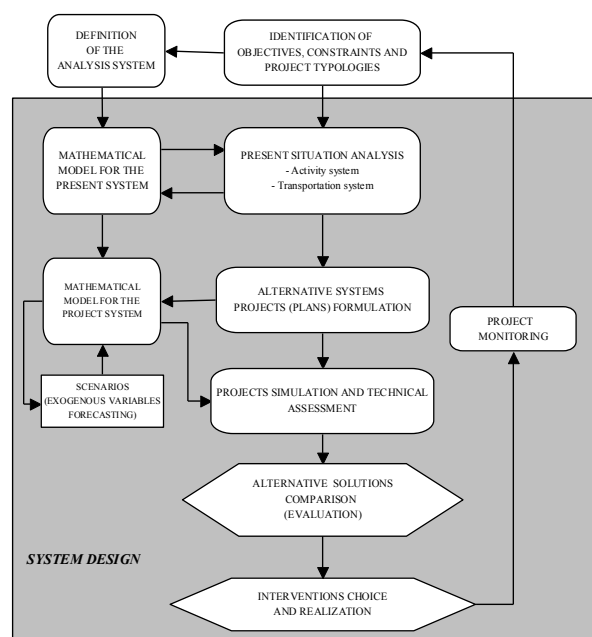 DEFINITION
OF THE
ANALYSIS SYSTEM
IDENTIFICATION OF
OBJECTIVES, CONSTRAINTS AND
PROJECT TYPOLOGIES
MATHEMATICAL
MODEL FOR THE
PRESENT SYSTEM
PRESENT SITUATION ANALYSIS
- Activity system
- Transportation system
MATHEMATICAL
MODEL FOR THE
PROJECT SYSTEM
ALTERNATIVE SYSTEMS
PROJECTS (PLANS) FORMULATION
PROJECT
MONITORING
SCENARIOS
(EXOGENOUS VARIABLES
FORECASTING)
PROJECTS SIMULATION AND TECHNICAL
ASSESSMENT
ALTERNATIVE SOLUTIONS
COMPARISON
(EVALUATION)
SYSTEM DESIGN
INTERVENTIONS CHOICE
AND REALIZATION